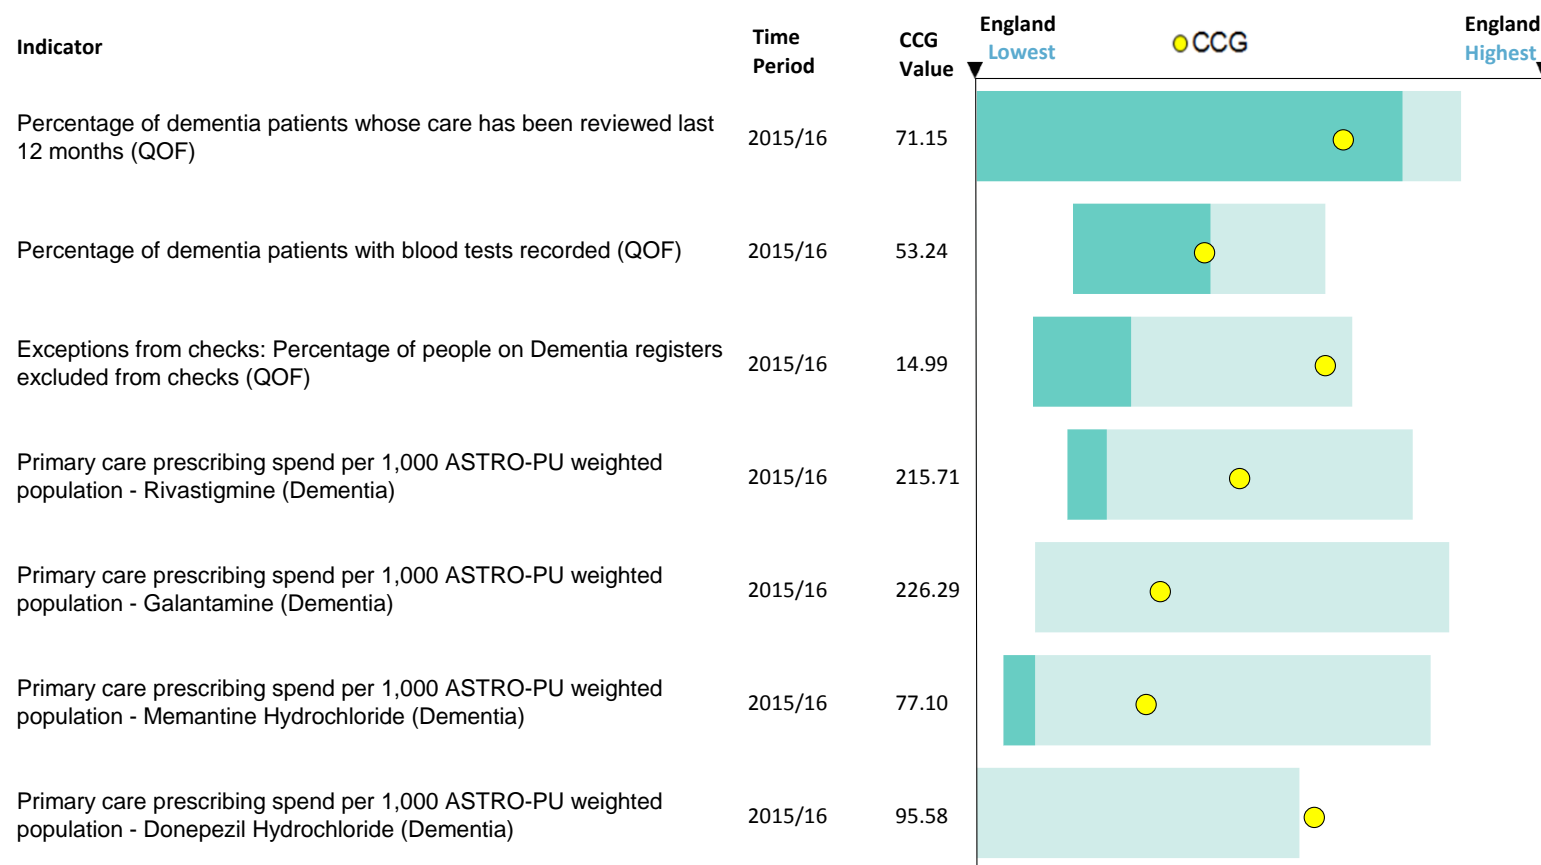 Indicator
Time
Period
CCG
Value
England
Lowest
CCG
England
Highest
Percentage of dementia patients whose care has been reviewed last
12 months (QOF)
2015/16
71.15
Percentage of dementia patients with blood tests recorded (QOF)
2015/16
53.24
Exceptions from checks: Percentage of people on Dementia registers
excluded from checks (QOF)
2015/16
14.99
Primary care prescribing spend per 1,000 ASTRO-PU weighted
population - Rivastigmine (Dementia)
2015/16
215.71
Primary care prescribing spend per 1,000 ASTRO-PU weighted
population - Galantamine (Dementia)
2015/16
226.29
Primary care prescribing spend per 1,000 ASTRO-PU weighted
population - Memantine Hydrochloride (Dementia)
2015/16
77.10
Primary care prescribing spend per 1,000 ASTRO-PU weighted
population - Donepezil Hydrochloride (Dementia)
2015/16
95.58